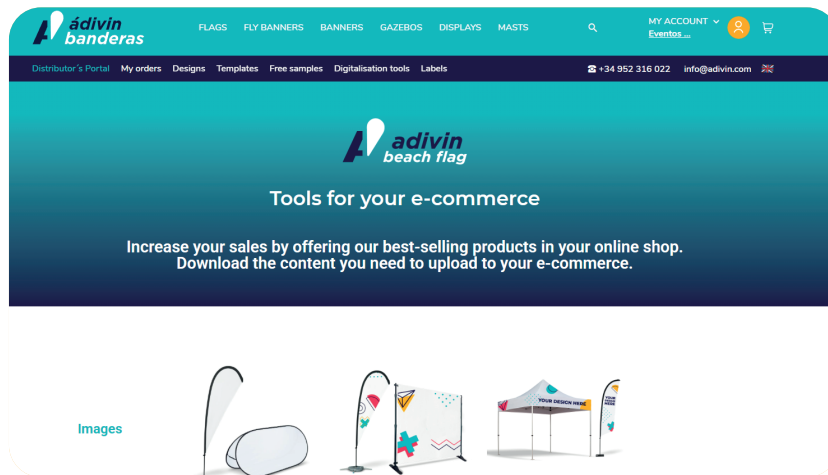 ádivin
banderas
FLAGS FLY BANNERS BANNERS GAZEBOS DISPLAYS MASTS
MY ACCOUNT
Eventos ...
Distributor´s Portal My orders Designs Templates Free samples Digitalisation tools Labels
+34 952 316 022 info@adivin.com
adivin
beach flag
Tools for your e-commerce
Increase your sales by offering our best-selling products in your online shop.
Download the content you need to upload to your e-commerce.
Images
YOUR DESIGN HERE
YOUR
DESIGN
HERE